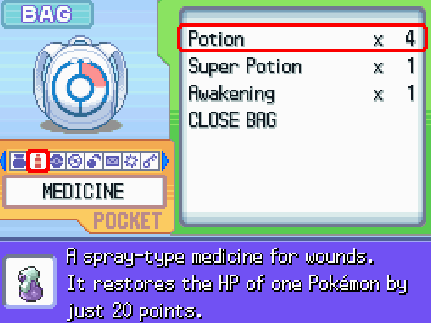 BAG
Potion x 4
Super Potion x 1
Awakening x 1
CLOSE BAG
MEDICINE
POCKET
A spray-type medicine for wounds.
It restores the HP of one Pokémon by
just 20 points.